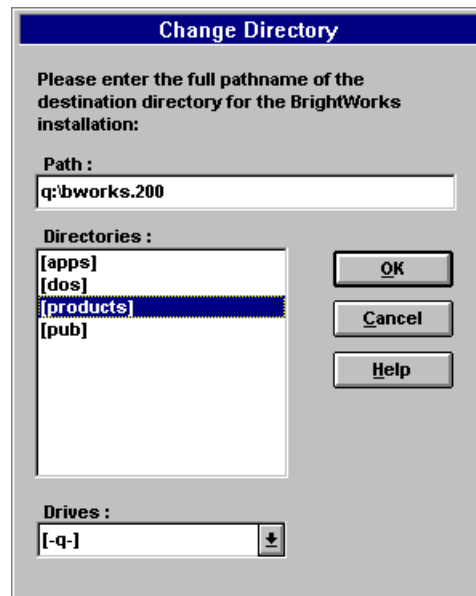 Change Directory
Please enter the full pathname of the
destination directory for the BrightWorks
installation:
Path :
q:\bworks.200
Directories :
[apps]
[dos]
[products]
[pub]
OK
Cancel
Help
Drives :
[-q-]